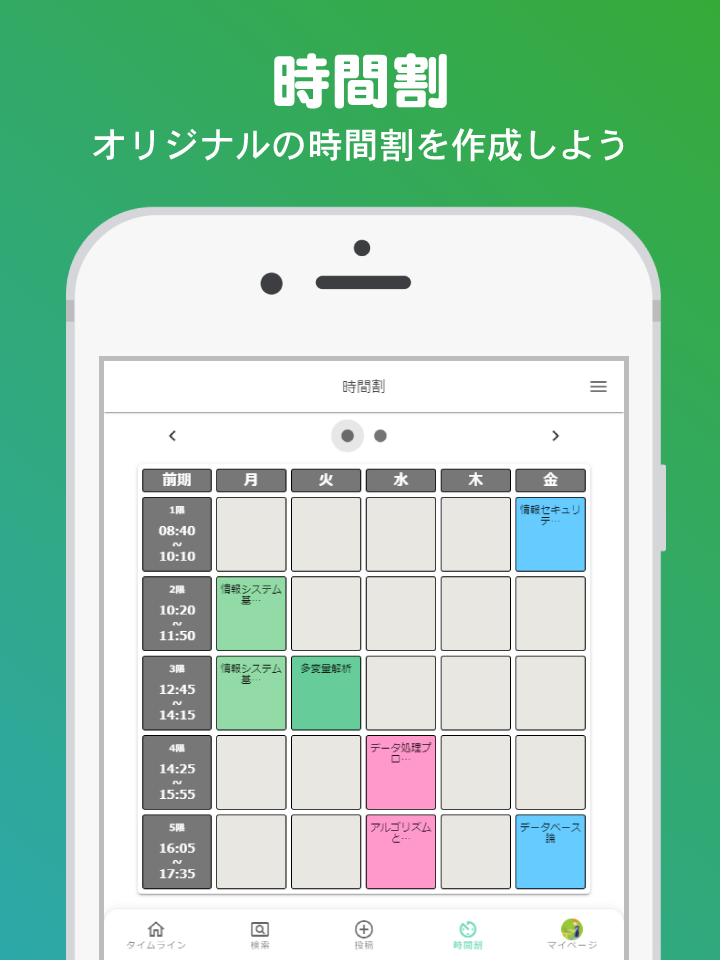 時間割
オリジナルの時間割を作成しよう
時間割
前期 月 火 水 木 金
1限
08:40
~
10:10
情報セキュリ
テ…
2限
10:20
~
11:50
情報システム
基…
3限
12:45
~
14:15
情報システム
基…
多変量解析
4限
14:25
~
15:55
データ処理プ
ロ…
5限
16:05
~
17:35
アルゴリズム
と…
データベース
論
タイムライン 検索 投稿 時間割 マイページ